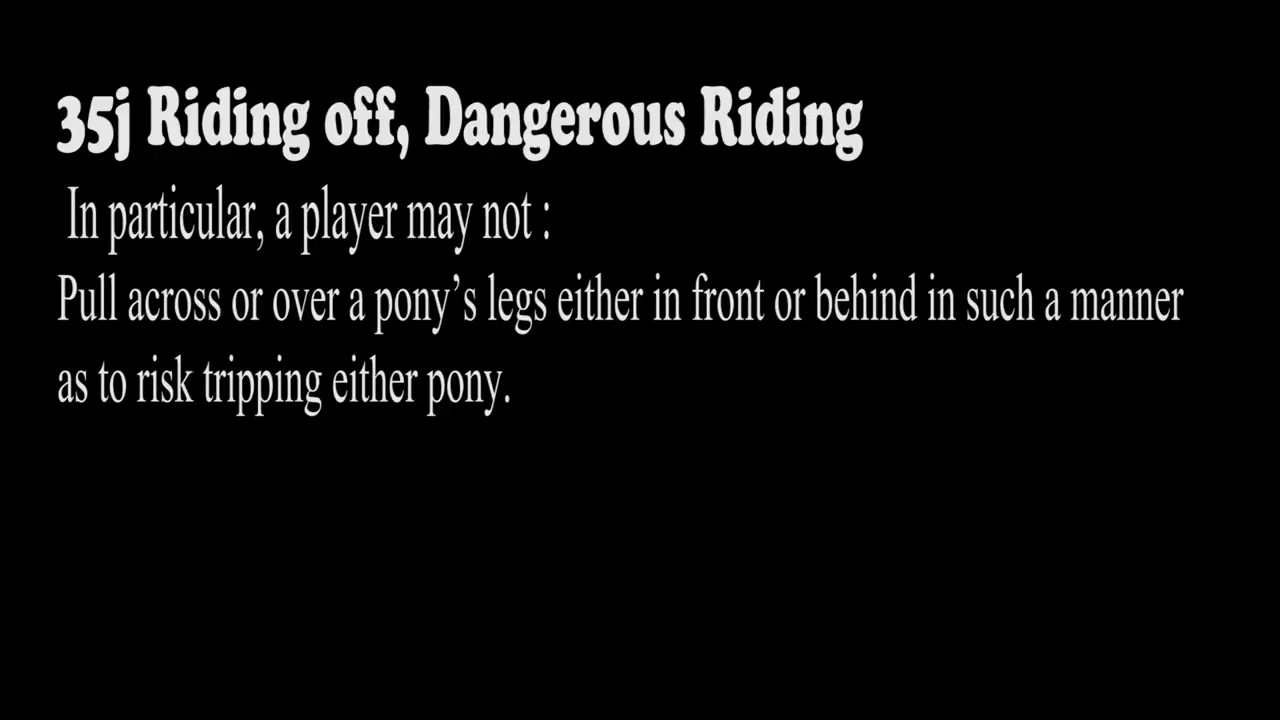 35j Riding off, Dangerous Riding
In particular, a player may not :
Pull across or over a pony’s legs either in front or behind in such a manner
as to risk tripping either pony.